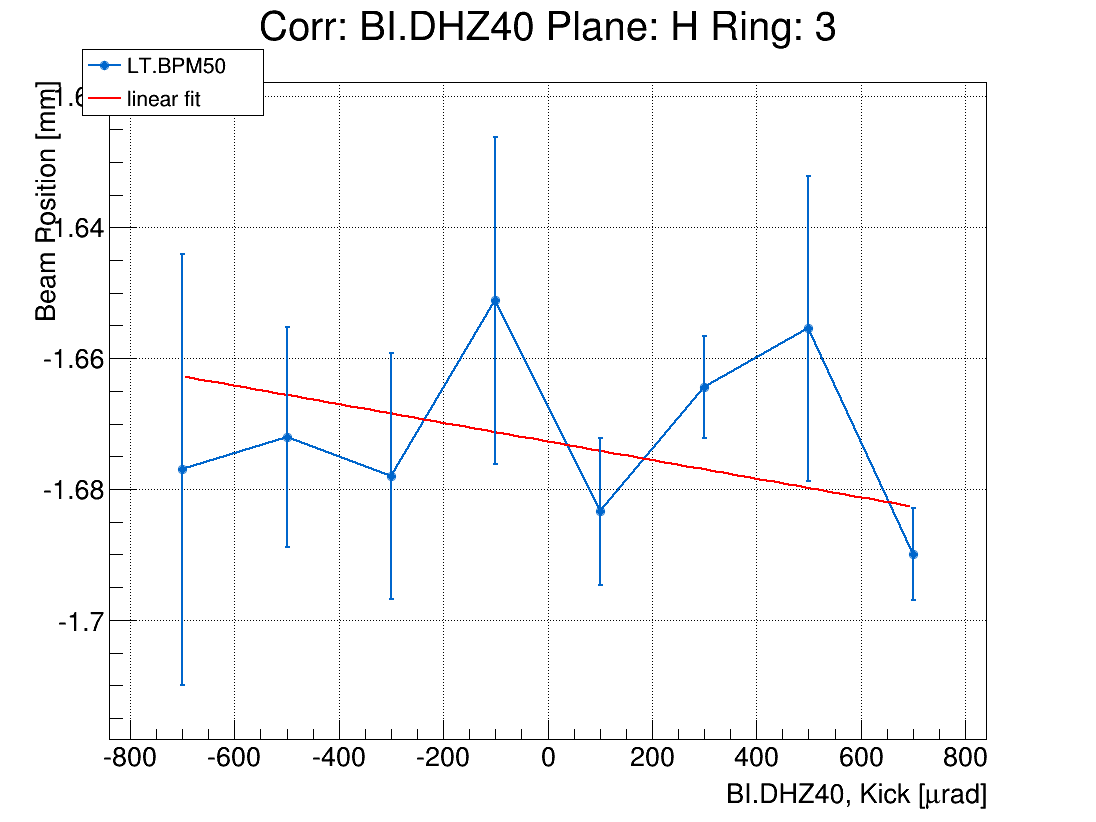 Corr: BI.DHZ40 Plane: H Ring: 3
LT.BPM50
linear fit
Beam Position [mm]
1.64
-1.66
-1.68
-1.7
-800
-600
-400
-200
0
200
400
600
800
BI.DHZ40, Kick [μrad]